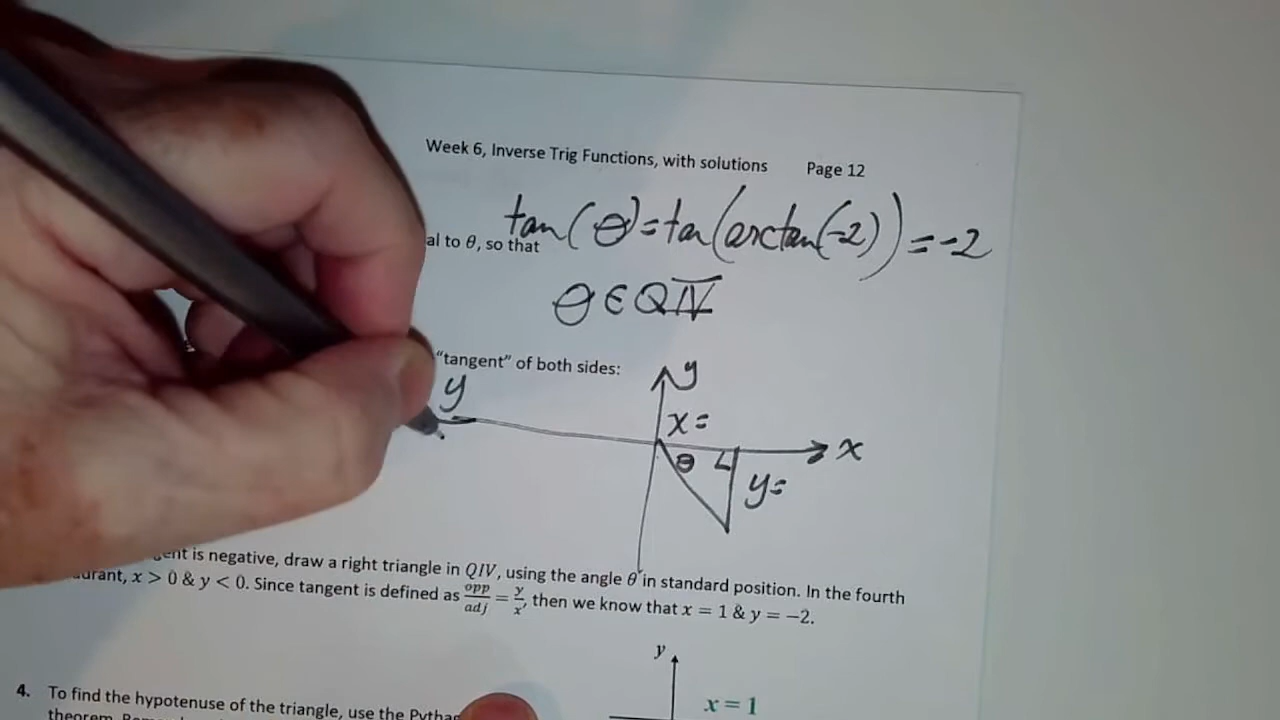 Week 6, Inverse Trig Functions, with solutions Page 12
tan(θ)=tan(arctan(-2))=-2
al to θ, so that
θ∈QIV
"tangent" of both sides:
y
y
x=
x
θ
y=
is negative, draw a right triangle in QIV, using the angle θ in standard position. In the fourth
x > 0 & y < 0. Since tangent is defined as opp/adj = y/x, then we know that x = 1 & y = −2.
y
x = 1
4. To find the hypotenuse of the triangle, use the
theorem.